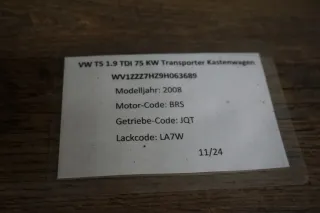 VW T5 1.9 TDI 75 KW Transporter Kastenwagen
WV1ZZZ7HZ9H063689
Modelljahr: 2008
Motor-Code: BRS
Getriebe-Code: JQT
Lackcode: LA7W
11/24